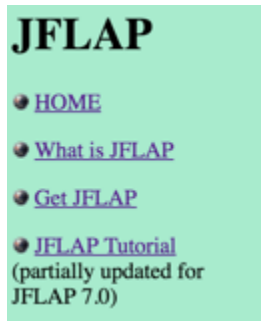 JFLAP
HOME
What is JFLAP
Get JFLAP
JFLAP Tutorial
(partially updated for
JFLAP 7.0)